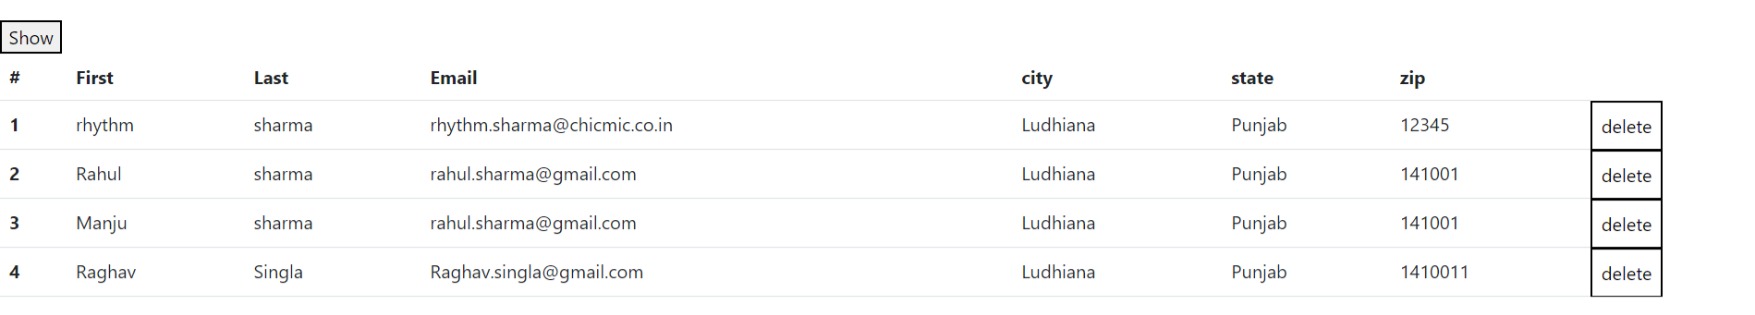 Show
# First Last Email city state zip
1 rhythm sharma rhythm.sharma@chicmic.co.in Ludhiana Punjab 12345 delete
2 Rahul sharma rahul.sharma@gmail.com Ludhiana Punjab 141001 delete
3 Manju sharma rahul.sharma@gmail.com Ludhiana Punjab 141001 delete
4 Raghav Singla Raghav.singla@gmail.com Ludhiana Punjab 1410011 delete